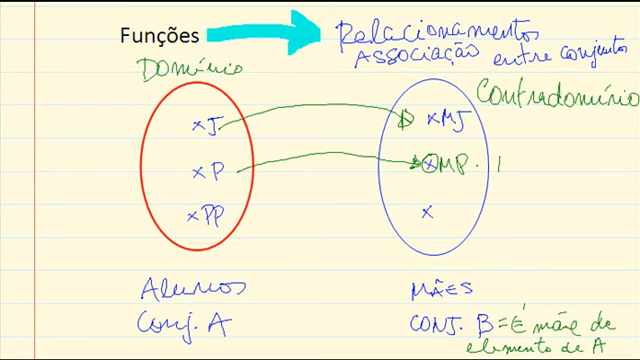 Funções
Relacionamentos
ASSOCIAÇÃO entre conjuntos
Domínio
Contradomínio
x J
x MJ
x P
x MP.
x PP
x
Alunos
MÃES
Conj. A
CONJ. B = É mãe de
elemento de A